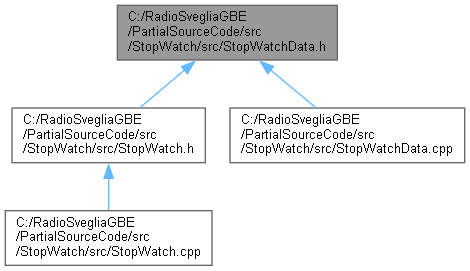 C:/RadioSvegliaGBE
/PartialSourceCode/src
/StopWatch/src/StopWatchData.h
C:/RadioSvegliaGBE
/PartialSourceCode/src
/StopWatch/src/StopWatch.h
C:/RadioSvegliaGBE
/PartialSourceCode/src
/StopWatch/src/StopWatchData.cpp
C:/RadioSvegliaGBE
/PartialSourceCode/src
/StopWatch/src/StopWatch.cpp